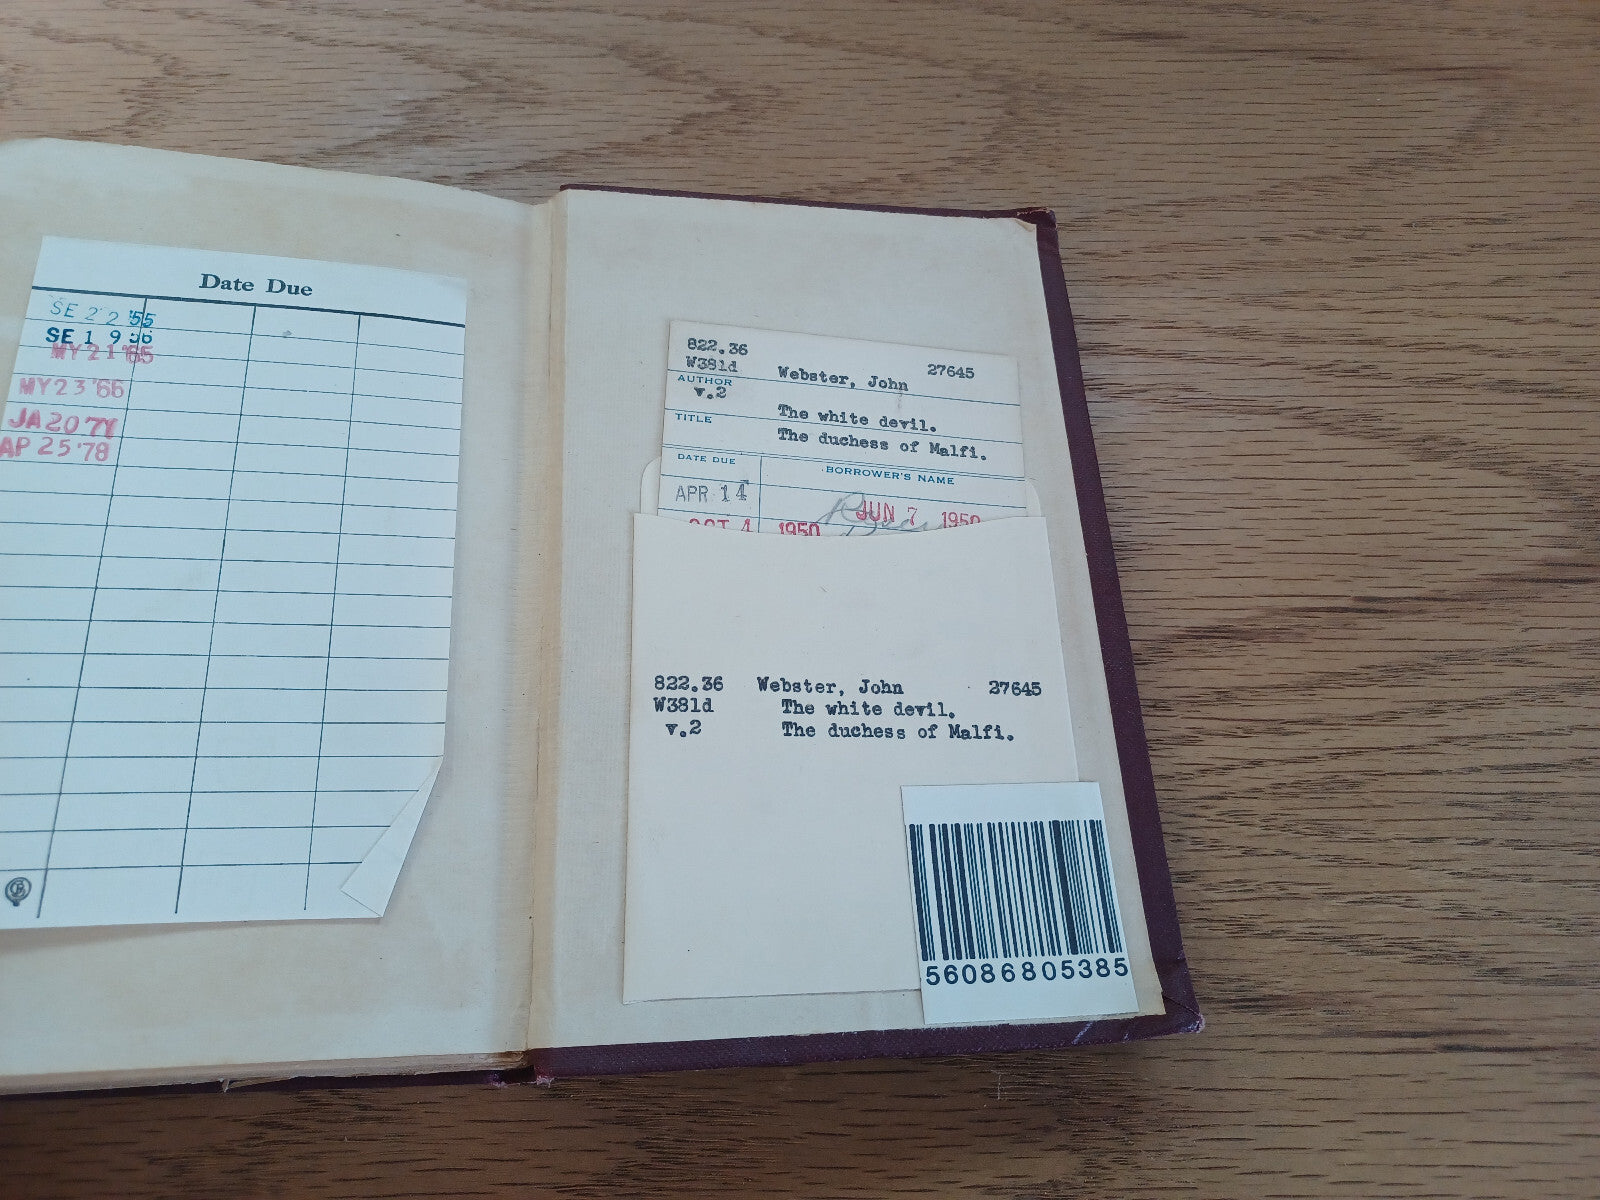 Date Due
SE 22 '55
SE 19 56
MY 21 '65
MY 23 '66
JA 20 71
AP 25 '78
822.36
W381d Webster, John 27645
AUTHOR
v.2
TITLE The white devil.
The duchess of Malfi.
DATE DUE BORROWER'S NAME
APR 14 JUN 7 1950
OCT 4 1950
822.36 Webster, John 27645
W381d The white devil.
v.2 The duchess of Malfi.
56086805385